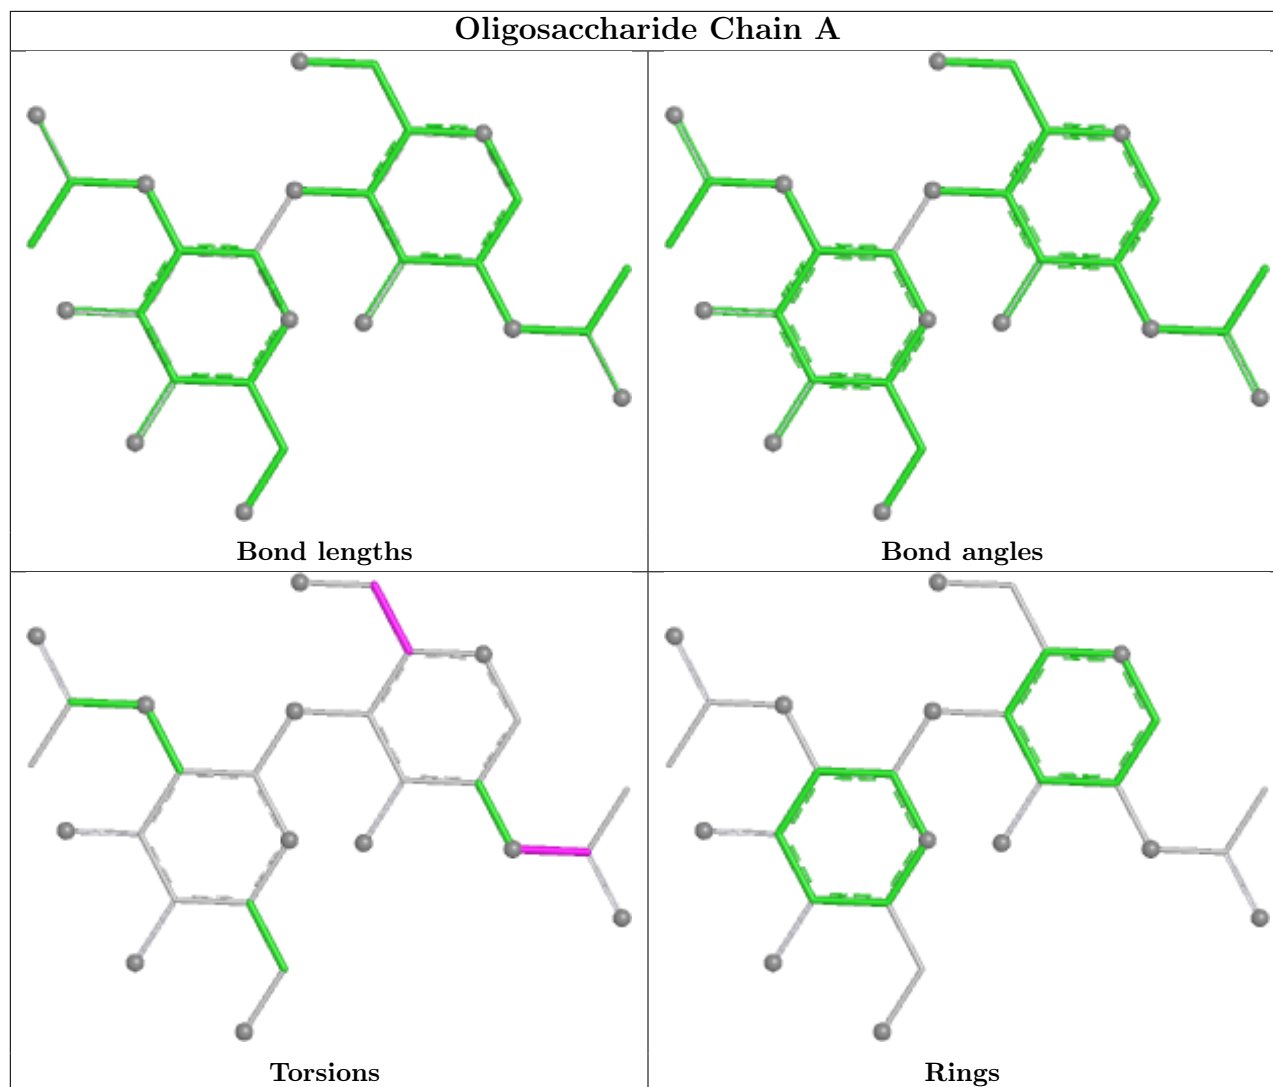 Oligosaccharide Chain A
Bond lengths
Bond angles
Torsions
Rings